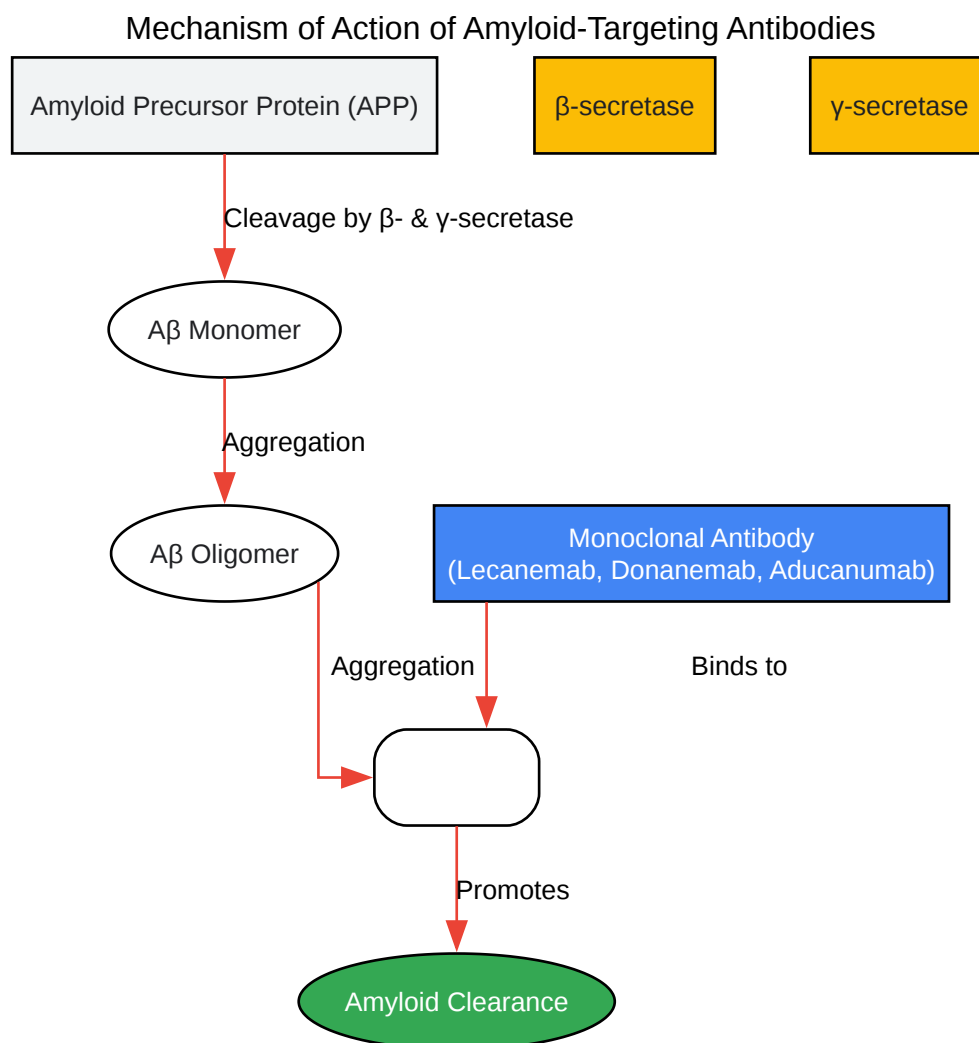 Mechanism of Action of Amyloid-Targeting Antibodies
Amyloid Precursor Protein (APP)
β-secretase
γ-secretase
Cleavage by β- & γ-secretase
Aβ Monomer
Aggregation
Aβ Oligomer
Monoclonal Antibody
(Lecanemab, Donanemab, Aducanumab)
Aggregation
Binds to
Promotes
Amyloid Clearance